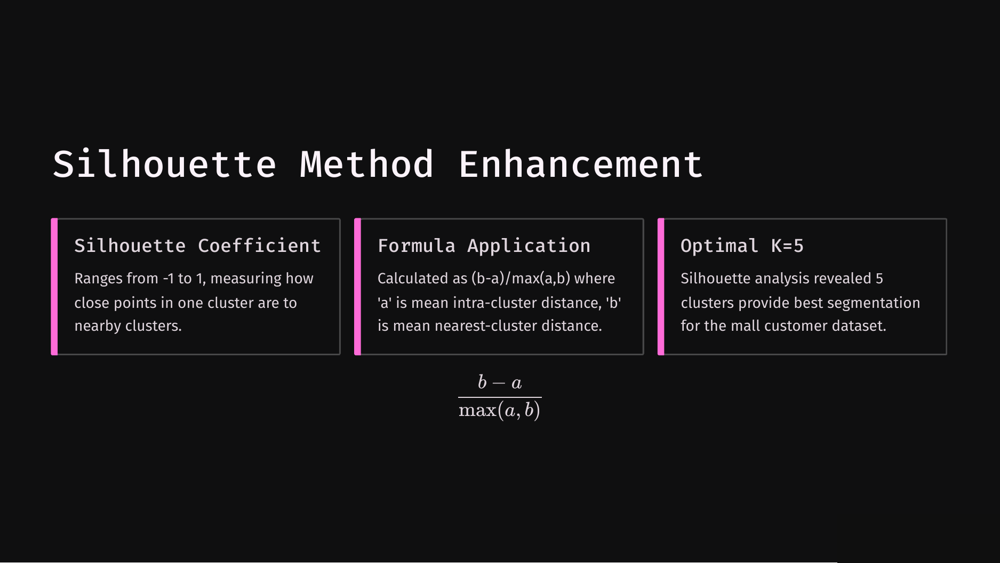 Silhouette Method Enhancement
Silhouette Coefficient
Ranges from -1 to 1, measuring how
close points in one cluster are to
nearby clusters.
Formula Application
Calculated as (b-a)/max(a,b) where
'a' is mean intra-cluster distance, 'b'
is mean nearest-cluster distance.
Optimal K=5
Silhouette analysis revealed 5
clusters provide best segmentation
for the mall customer dataset.
b − a
max(a, b)